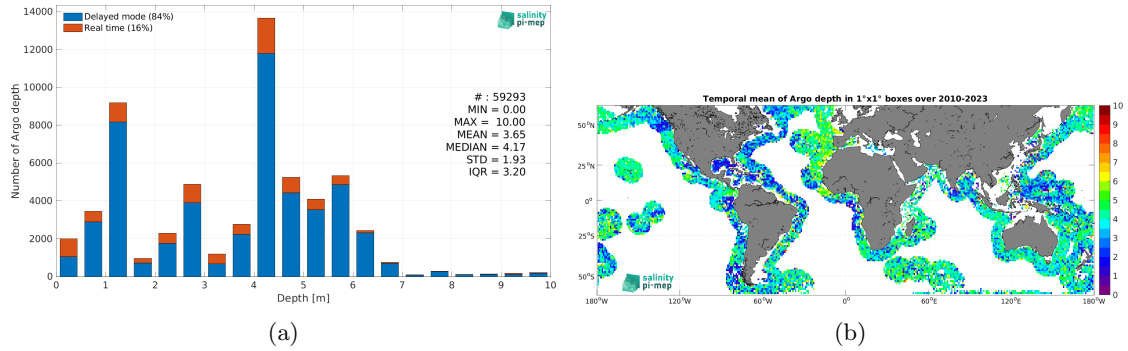 Delayed mode (84%)
Real time (16%)
salinity
pi-mep
14000
12000
10000
8000
6000
4000
2000
0
Number of Argo depth
# : 59293
MIN = 0.00
MAX = 10.00
MEAN = 3.65
MEDIAN = 4.17
STD = 1.93
IQR = 3.20
0 1 2 3 4 5 6 7 8 9 10
Depth [m]
(a)
Temporal mean of Argo depth in 1°x1° boxes over 2010-2023
50°N
25°N
0°
25°S
50°S
salinity
pi-mep
180°W 120°W 60°W 0° 60°E 120°E 180°W
10
9
8
7
6
5
4
3
2
1
0
(b)